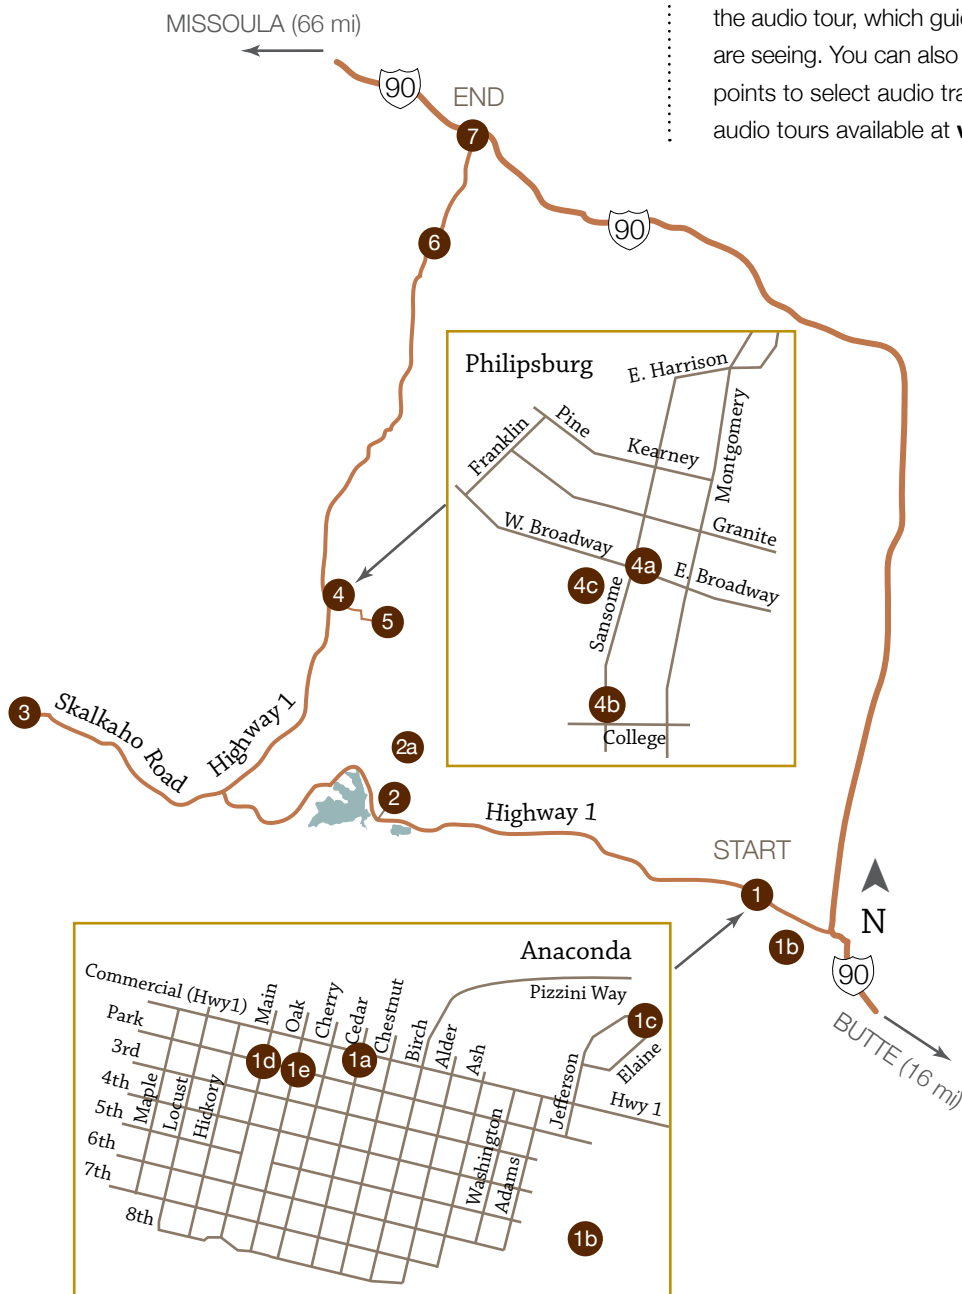 MISSOULA (66 mi)
the audio tour, which gui
are seeing. You can also
points to select audio tra
audio tours available at
90
END
7
90
6
Philipsburg
E. Harrison
Pine
Kearney
Montgomery
Franklin
Granite
W. Broadway
4a
E. Broadway
4c
Sansome
4b
College
4
5
3
Skalkaho Road
Highway 1
2a
2
Highway 1
START
1
N
1b
90
BUTTE (16 mi)
Anaconda
Commercial (Hwy1)
Pizzini Way
Main
Oak
Cherry
Cedar
Chestnut
Birch
Alder
Ash
1c
Elaine
Jefferson
Hwy 1
Park
3rd
4th
5th
6th
7th
8th
1d
1e
1a
Maple
Locust
Hickory
Washington
Adams
1b